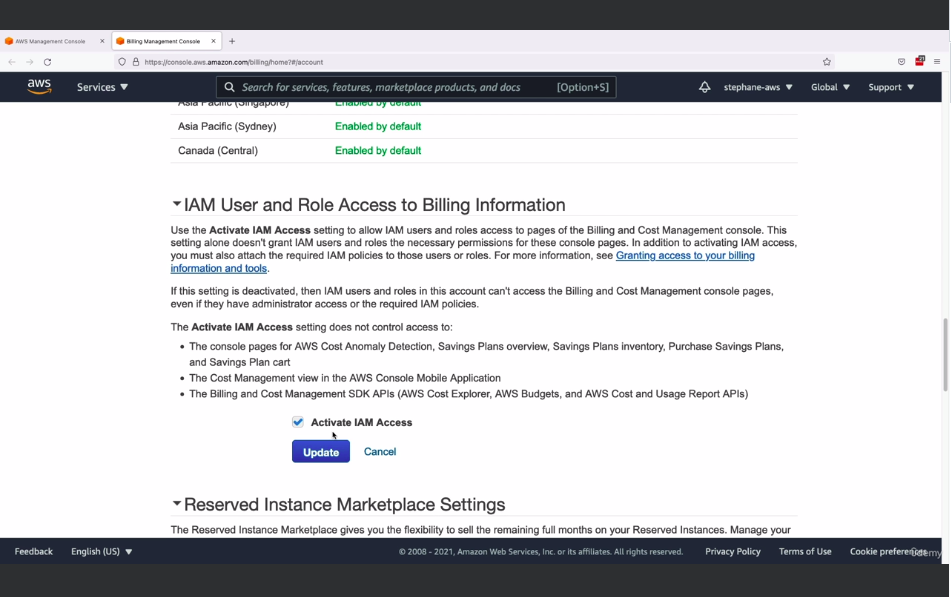 AWS Management Console
Billing Management Console
https://console.aws.amazon.com/billing/home?#/account
aws
Services
Search for services, features, marketplace products, and docs
[Option+S]
stephane-aws
Global
Support
Asia Pacific (Singapore) Enabled by default
Asia Pacific (Sydney) Enabled by default
Canada (Central) Enabled by default
IAM User and Role Access to Billing Information
Use the Activate IAM Access setting to allow IAM users and roles access to pages of the Billing and Cost Management console. This
setting alone doesn't grant IAM users and roles the necessary permissions for these console pages. In addition to activating IAM access,
you must also attach the required IAM policies to those users or roles. For more information, see Granting access to your billing
information and tools.
If this setting is deactivated, then IAM users and roles in this account can't access the Billing and Cost Management console pages,
even if they have administrator access or the required IAM policies.
The Activate IAM Access setting does not control access to:
• The console pages for AWS Cost Anomaly Detection, Savings Plans overview, Savings Plans inventory, Purchase Savings Plans,
and Savings Plan cart
• The Cost Management view in the AWS Console Mobile Application
• The Billing and Cost Management SDK APIs (AWS Cost Explorer, AWS Budgets, and AWS Cost and Usage Report APIs)
Activate IAM Access
Update Cancel
Reserved Instance Marketplace Settings
The Reserved Instance Marketplace gives you the flexibility to sell the remaining full months on your Reserved Instances. Manage your
Feedback English (US) © 2008 - 2021, Amazon Web Services, Inc. or its affiliates. All rights reserved. Privacy Policy Terms of Use Cookie preferences
Udemy